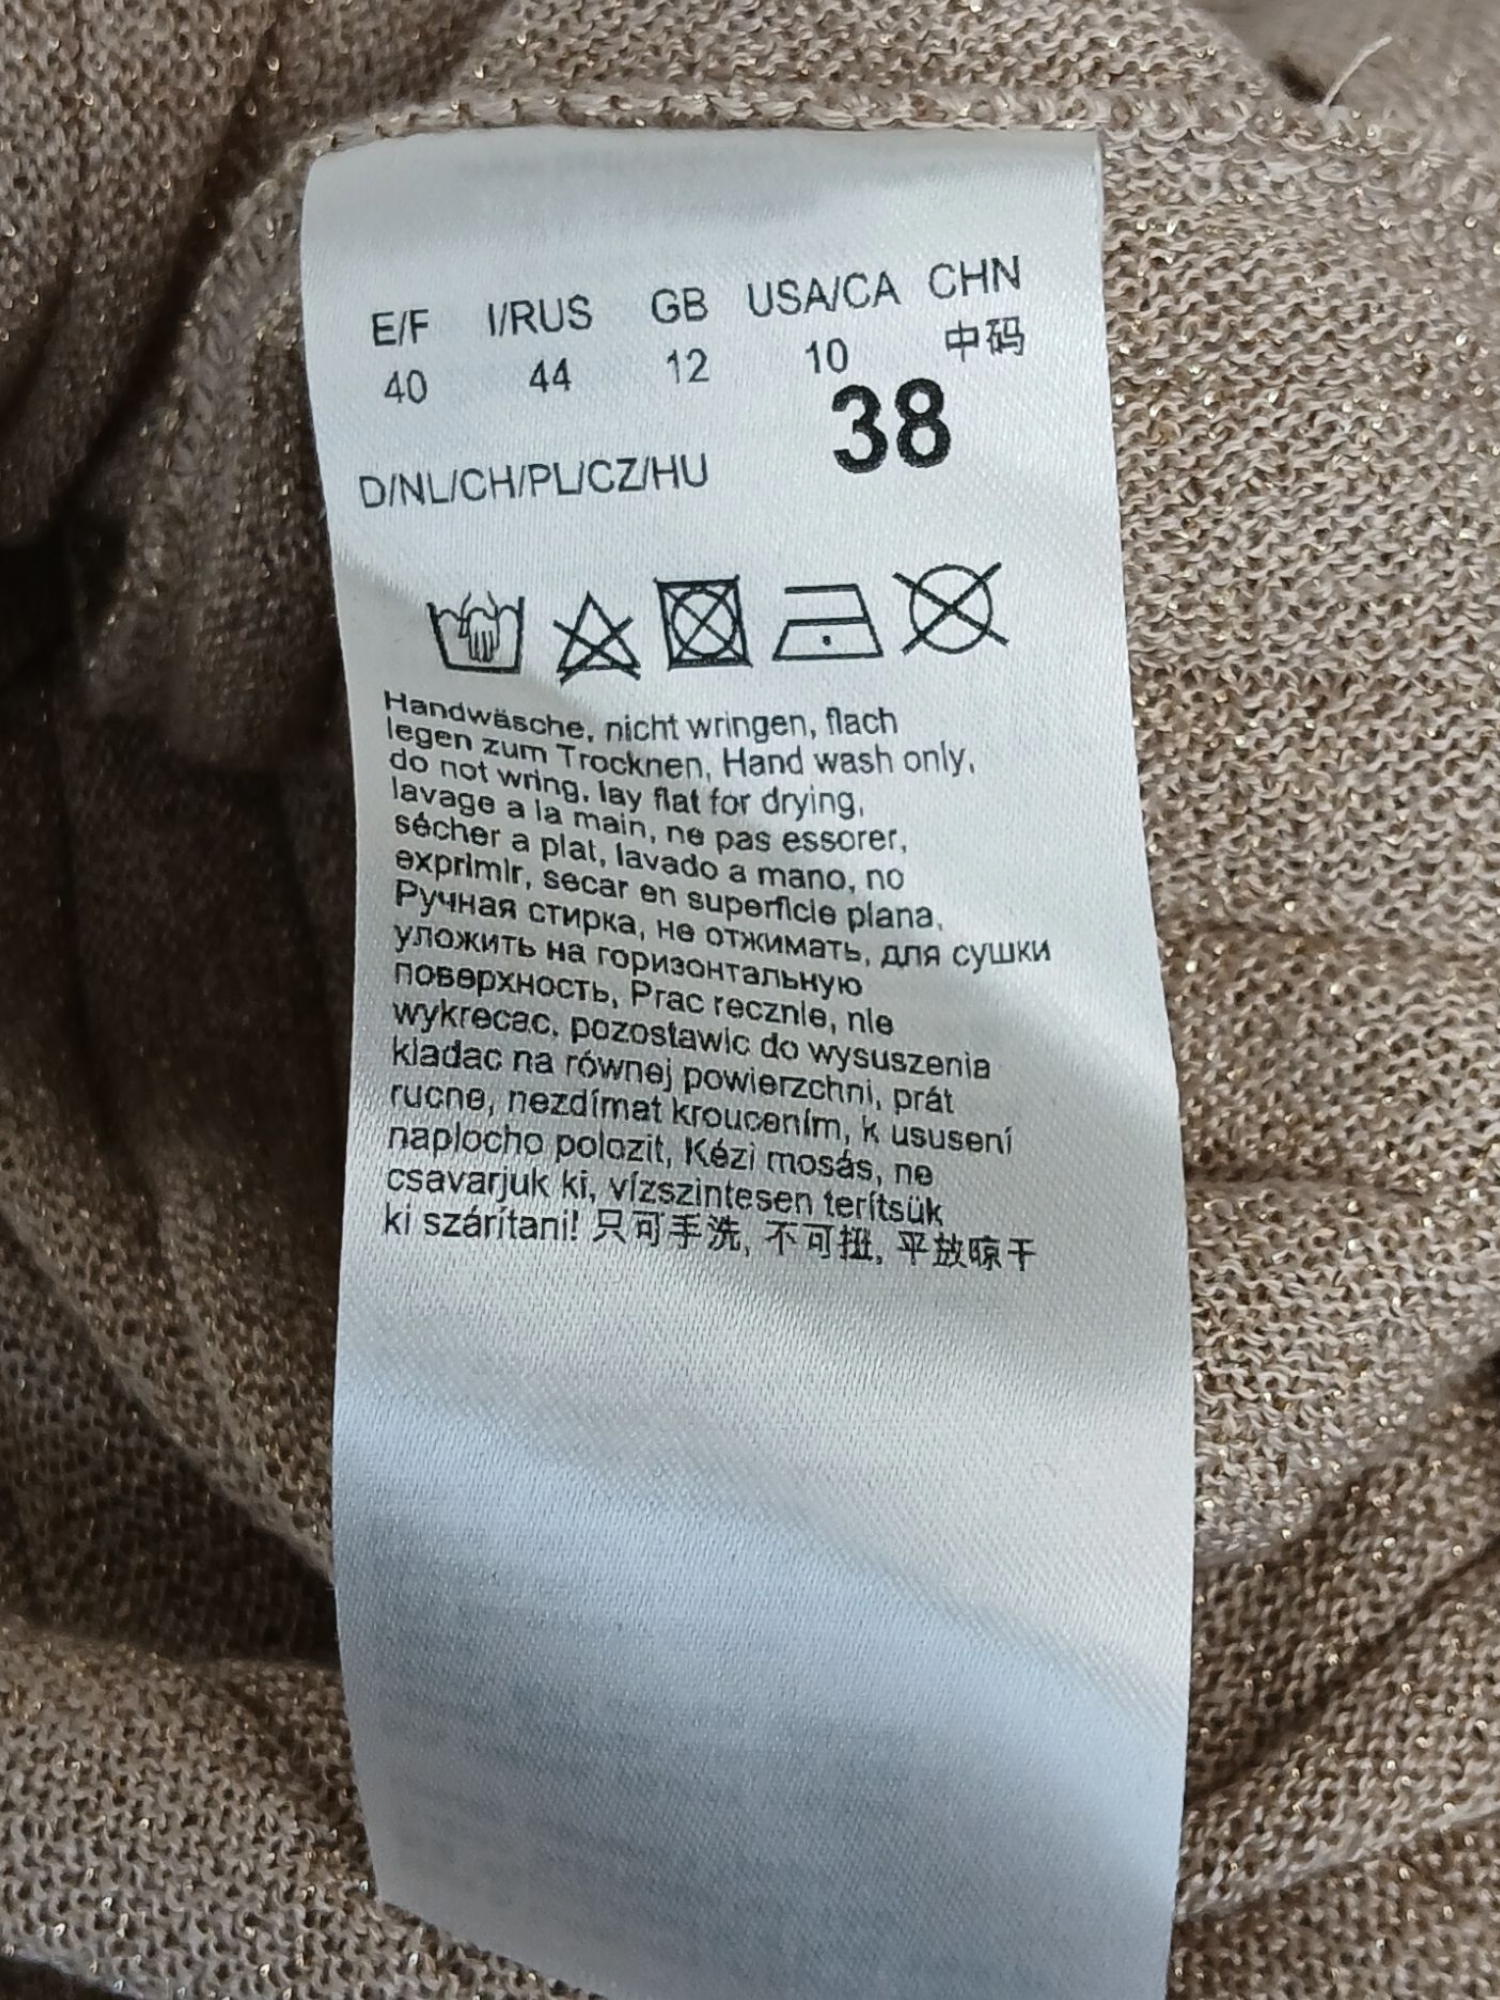 E/F I/RUS GB USA/CA CHN
40 44 12 10 中码
D/NL/CH/PL/CZ/HU 38
Handwäsche, nicht wringen, flach
legen zum Trocknen, Hand wash only,
do not wring, lay flat for drying,
lavage a la main, ne pas essorer,
sécher a plat, lavado a mano, no
exprimir, secar en superficie plana,
Ручная стирка, не отжимать, для сушки
уложить на горизонтальную
поверхность, Prac recznie, nie
wykrecac, pozostawic do wysuszenia
kladac na równej powierzchni, prát
rucne, nezdímat kroucením, k ususení
naplocho polozit, Kézi mosás, ne
csavarjuk ki, vízszintesen terítsük
ki szárítani! 只可手洗, 不可扭, 平放晾干